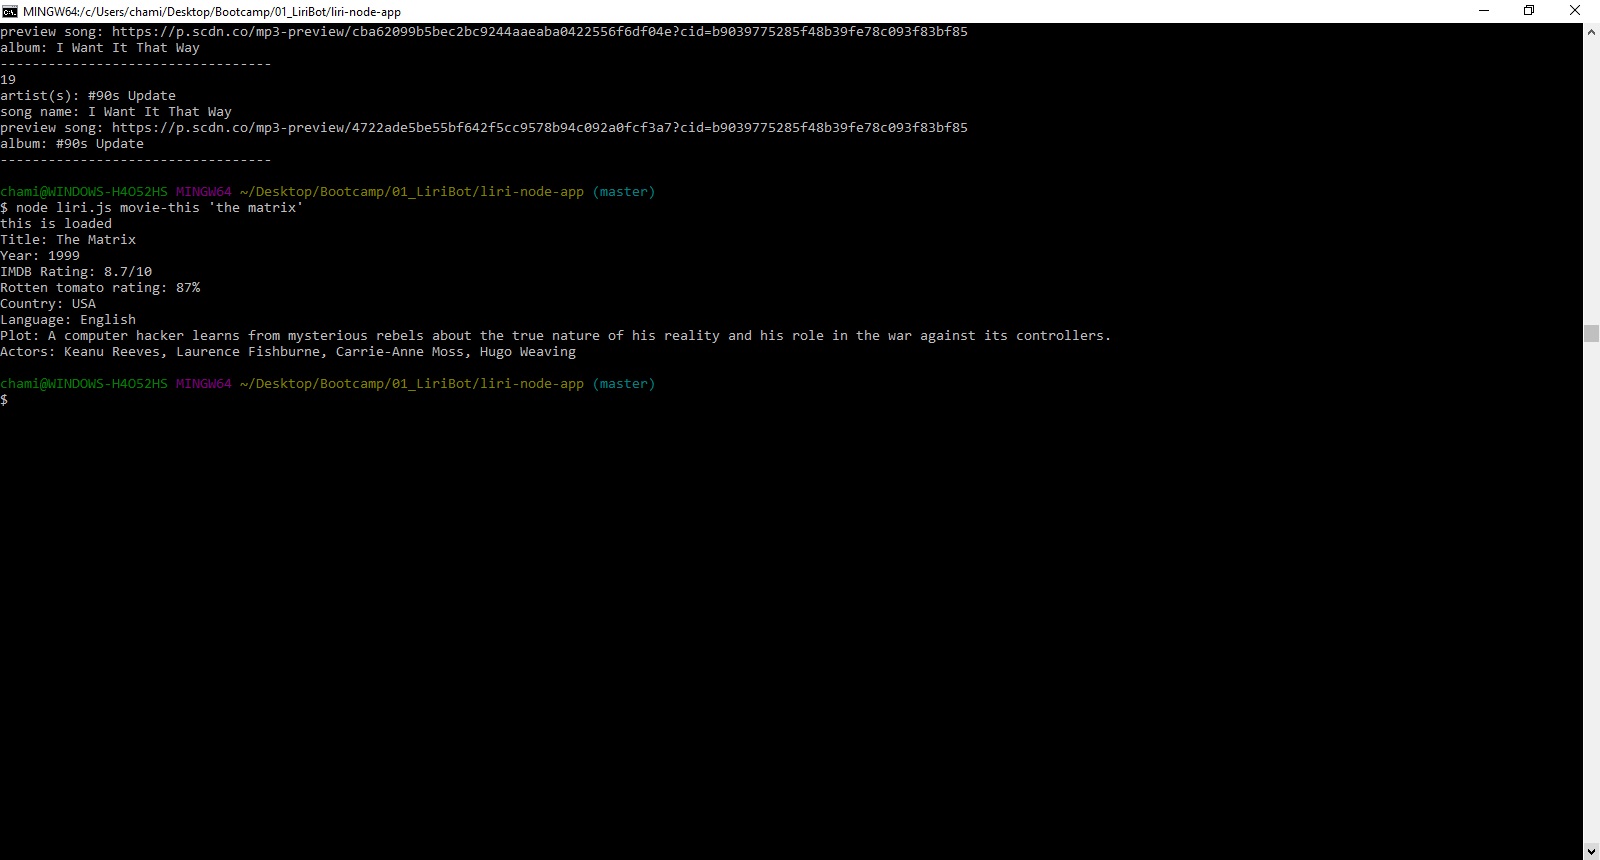 MINGW64:/c/Users/chami/Desktop/Bootcamp/01_LiriBot/liri-node-app
preview song: https://p.scdn.co/mp3-preview/cba62099b5bec2bc9244aaeaba0422556f6df04e?cid=b9039775285f48b39fe78c093f83bf85
album: I Want It That Way
----------------------------------
19
artist(s): #90s Update
song name: I Want It That Way
preview song: https://p.scdn.co/mp3-preview/4722ade5be55bf642f5cc9578b94c092a0fcf3a7?cid=b9039775285f48b39fe78c093f83bf85
album: #90s Update
----------------------------------
chami@WINDOWS-H4O52HS MINGW64 ~/Desktop/Bootcamp/01_LiriBot/liri-node-app (master)
$ node liri.js movie-this 'the matrix'
this is loaded
Title: The Matrix
Year: 1999
IMDB Rating: 8.7/10
Rotten tomato rating: 87%
Country: USA
Language: English
Plot: A computer hacker learns from mysterious rebels about the true nature of his reality and his role in the war against its controllers.
Actors: Keanu Reeves, Laurence Fishburne, Carrie-Anne Moss, Hugo Weaving
chami@WINDOWS-H4O52HS MINGW64 ~/Desktop/Bootcamp/01_LiriBot/liri-node-app (master)
$